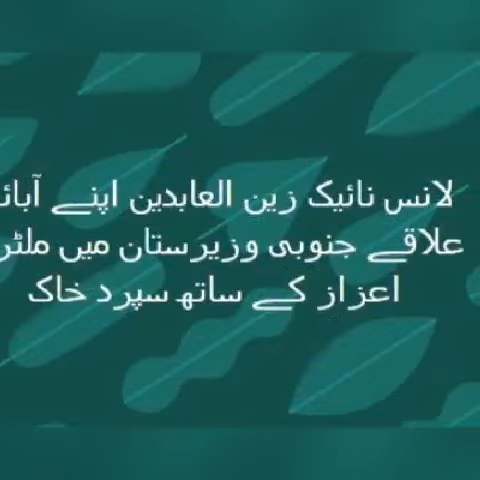 لانس نائیک زین العابدین اپنے آبائ
علاقے جنوبی وزیرستان میں ملٹر
اعزاز کے ساتھ سپرد خاک